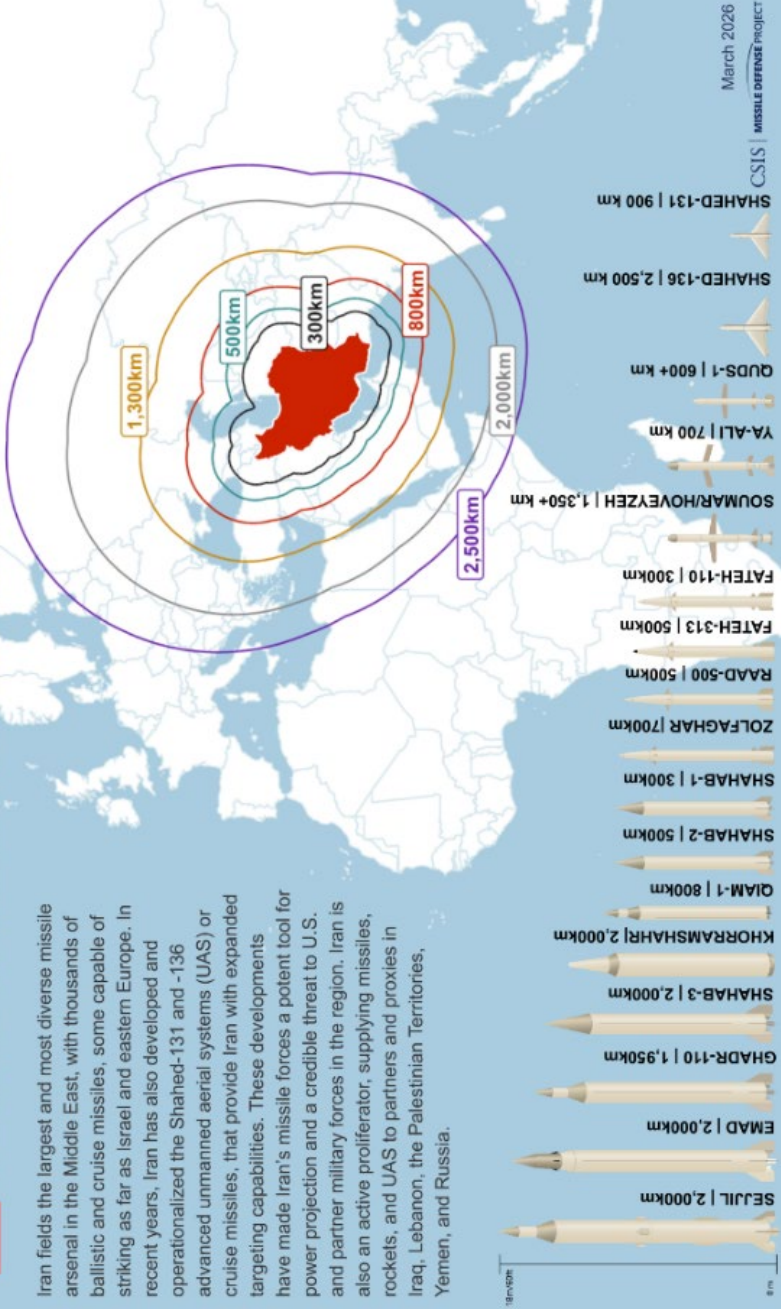 Iran fields the largest and most diverse missile
arsenal in the Middle East, with thousands of
ballistic and cruise missiles, some capable of
striking as far as Israel and eastern Europe. In
recent years, Iran has also developed and
operationalized the Shahed-131 and -136
advanced unmanned aerial systems (UAS) or
cruise missiles, that provide Iran with expanded
targeting capabilities. These developments
have made Iran's missile forces a potent tool for
power projection and a credible threat to U.S.
and partner military forces in the region. Iran is
also an active proliferator, supplying missiles,
rockets, and UAS to partners and proxies in
Iraq, Lebanon, the Palestinian Territories,
Yemen, and Russia.
1,300km
500km
300km
800km
2,000km
2,500km
18m/60ft
0 m
SEJJIL | 2,000km
EMAD | 2,000km
GHADR-110 | 1,950km
SHAHAB-3 | 2,000km
KHORRAMSHAHR| 2,000km
QIAM-1 | 800km
SHAHAB-2 | 500km
SHAHAB-1 | 300km
ZOLFAGHAR |700km
RAAD-500 | 500km
FATEH-313 | 500km
FATEH-110 | 300km
SOUMAR/HOVEYZEH | 1,350+ km
YA-ALI | 700 km
QUDS-1 | 600+ km
SHAHED-136 | 2,500 km
SHAHED-131 | 900 km
March 2026
CSIS | MISSILE DEFENSE PROJECT